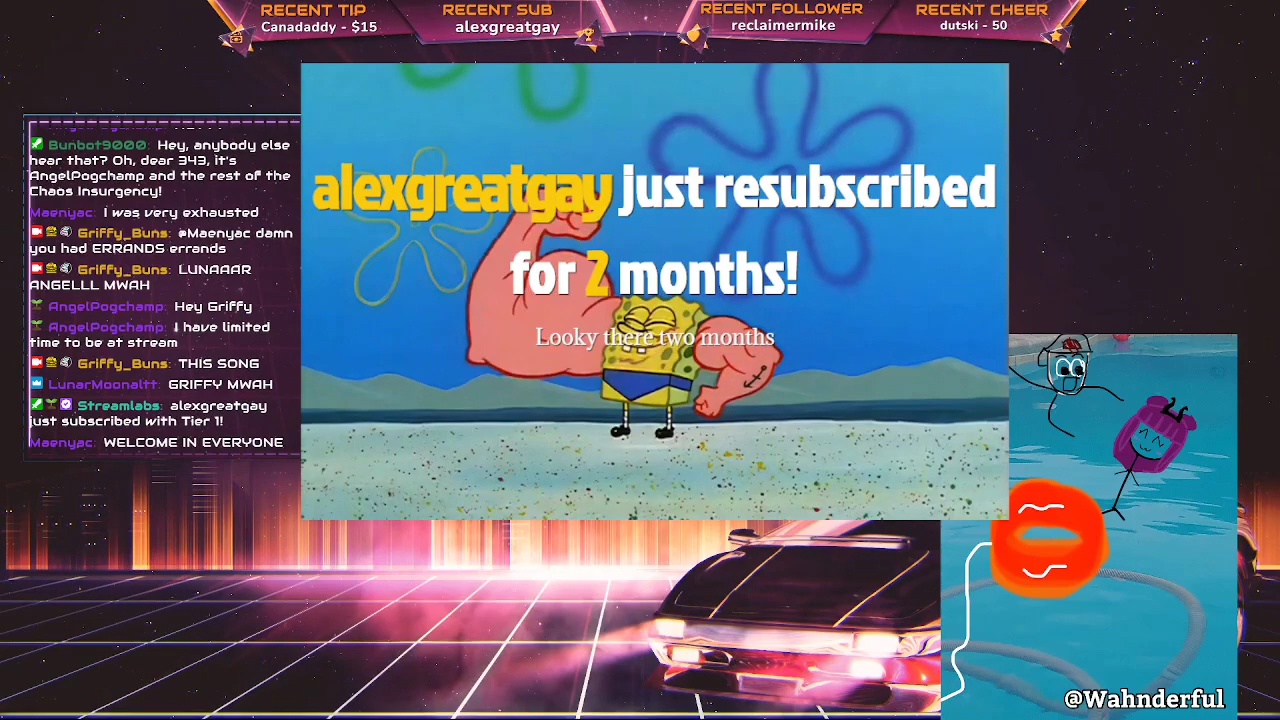 RECENT TIP
Canadaddy - $15
RECENT SUB
alexgreatgay
RECENT FOLLOWER
reclaimermike
RECENT CHEER
dutski - 50
Bunbot9000: Hey, anybody else
hear that? Oh, dear 343, it's
AngelPogchamp and the rest of the
Chaos Insurgency!
Maenyac: I was very exhausted
Griffy_Buns: @Maenyac damn
you had ERRANDS errands
Griffy_Buns: LUNAAAR
ANGELLL MWAH
AngelPogchamp: Hey Griffy
AngelPogchamp: I have limited
time to be at stream
Griffy_Buns: THIS SONG
LunarMoonaltt: GRIFFY MWAH
Streamlabs: alexgreatgay
just subscribed with Tier 1!
Maenyac: WELCOME IN EVERYONE
alexgreatgay just resubscribed
for 2 months!
Looky there two months
@Wahnderful